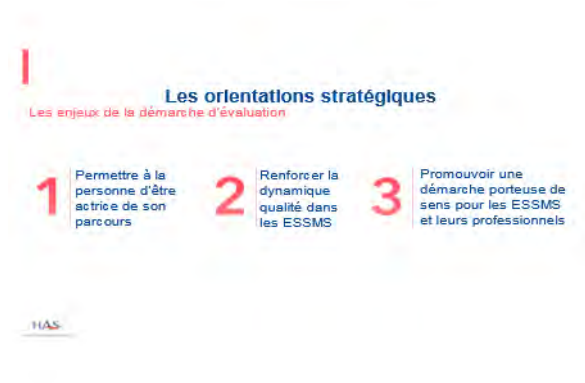 Les orientations stratégiques
Les enjeux de la démarche d'évaluation
1
Permettre à la
personne d'être
actrice de son
parcours
2
Renforcer la
dynamique
qualité dans
les ESSMS
3
Promouvoir une
démarche porteuse de
sens pour les ESSMS
et leurs professionnels
HAS